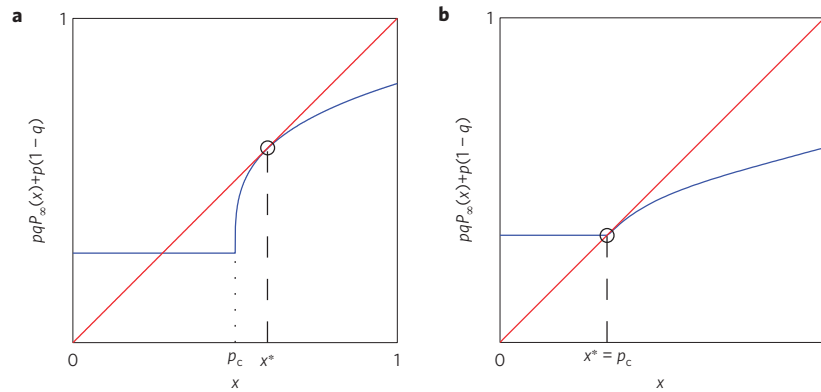 a
1
pqP∞(x)+p(1 – q)
0
pc
x*
1
x
b
1
pqP∞(x)+p(1 – q)
0
x* = pc
x